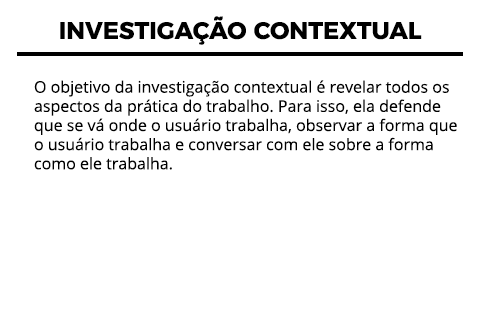 INVESTIGAÇÃO CONTEXTUAL
O objetivo da investigação contextual é revelar todos os
aspectos da prática do trabalho. Para isso, ela defende
que se vá onde o usuário trabalha, observar a forma que
o usuário trabalha e conversar com ele sobre a forma
como ele trabalha.